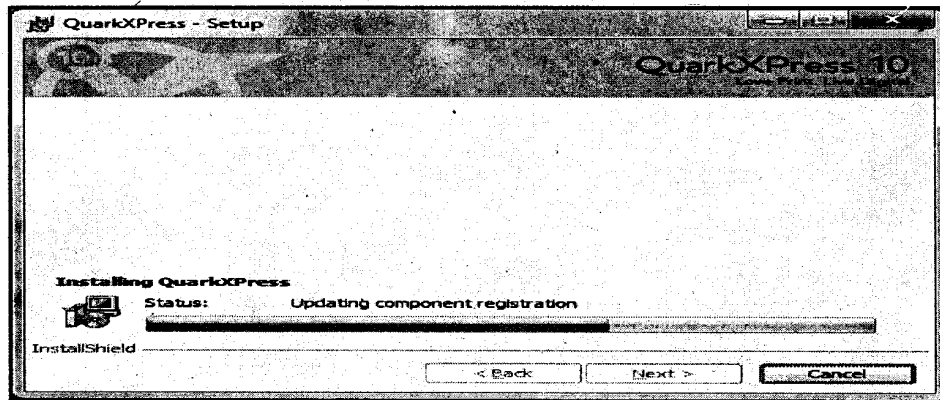 QuarkXPress - Setup
QuarkXPress 10
Installing QuarkXPress
Status: Updating component registration
InstallShield
< Back Next > Cancel